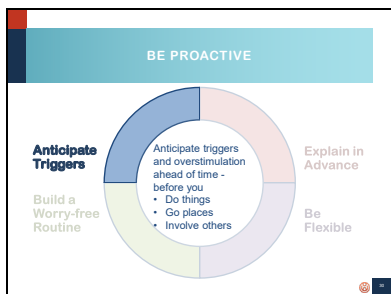 BE PROACTIVE
Anticipate
Triggers
Anticipate triggers
and overstimulation
ahead of time -
before you
• Do things
• Go places
• Involve others
Explain in
Advance
Build a
Worry-free
Routine
Be
Flexible